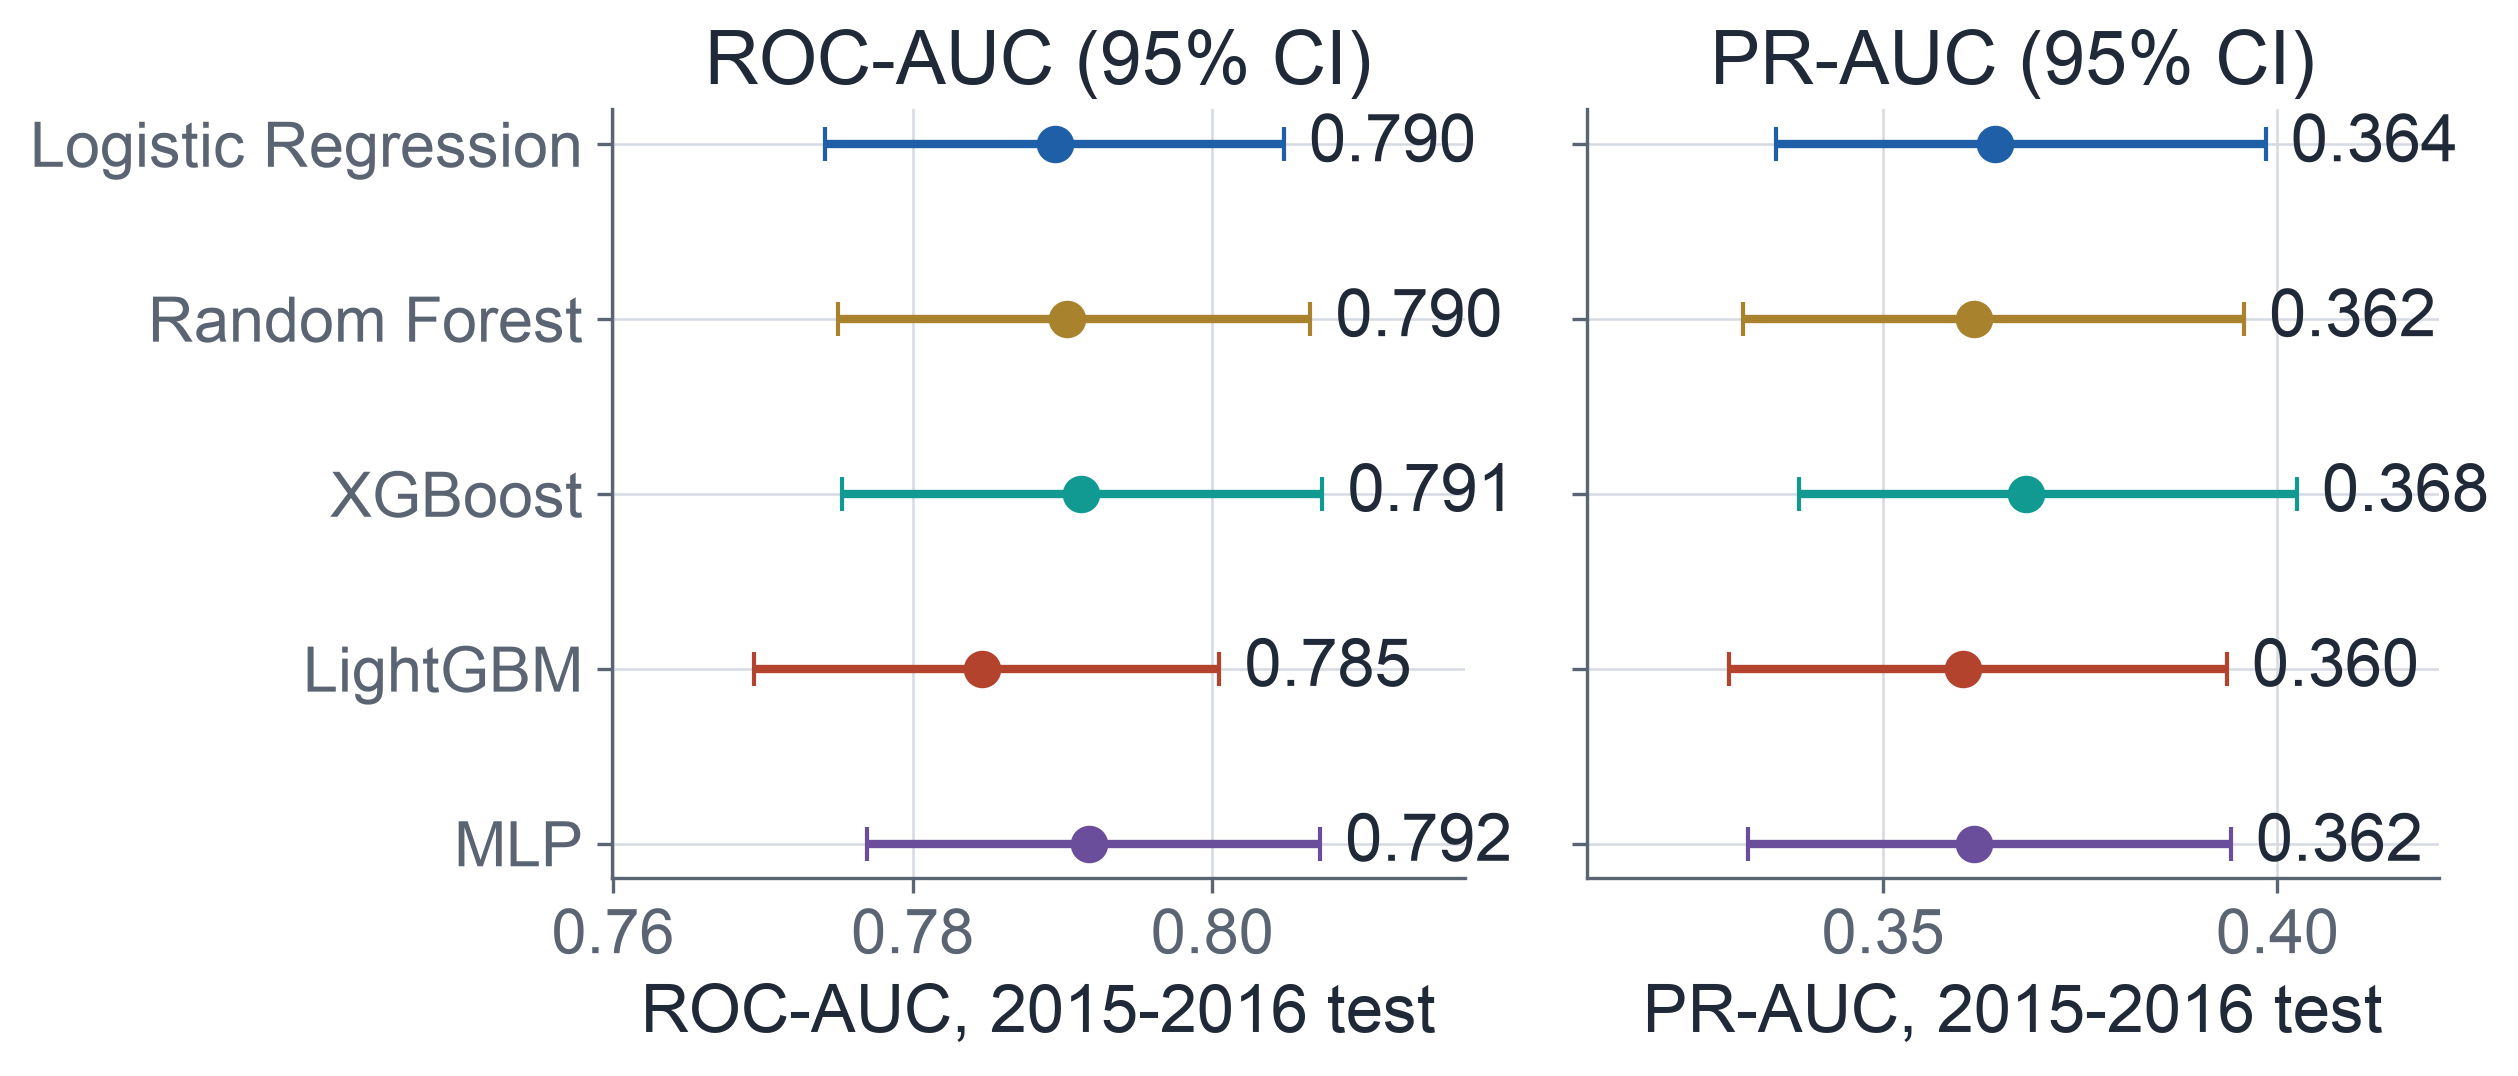 ROC-AUC (95% CI)
PR-AUC (95% CI)
Logistic Regression
0.790
0.364
Random Forest
0.790
0.362
XGBoost
0.791
0.368
LightGBM
0.785
0.360
MLP
0.792
0.362
0.76
0.78
0.80
0.35
0.40
ROC-AUC, 2015-2016 test
PR-AUC, 2015-2016 test